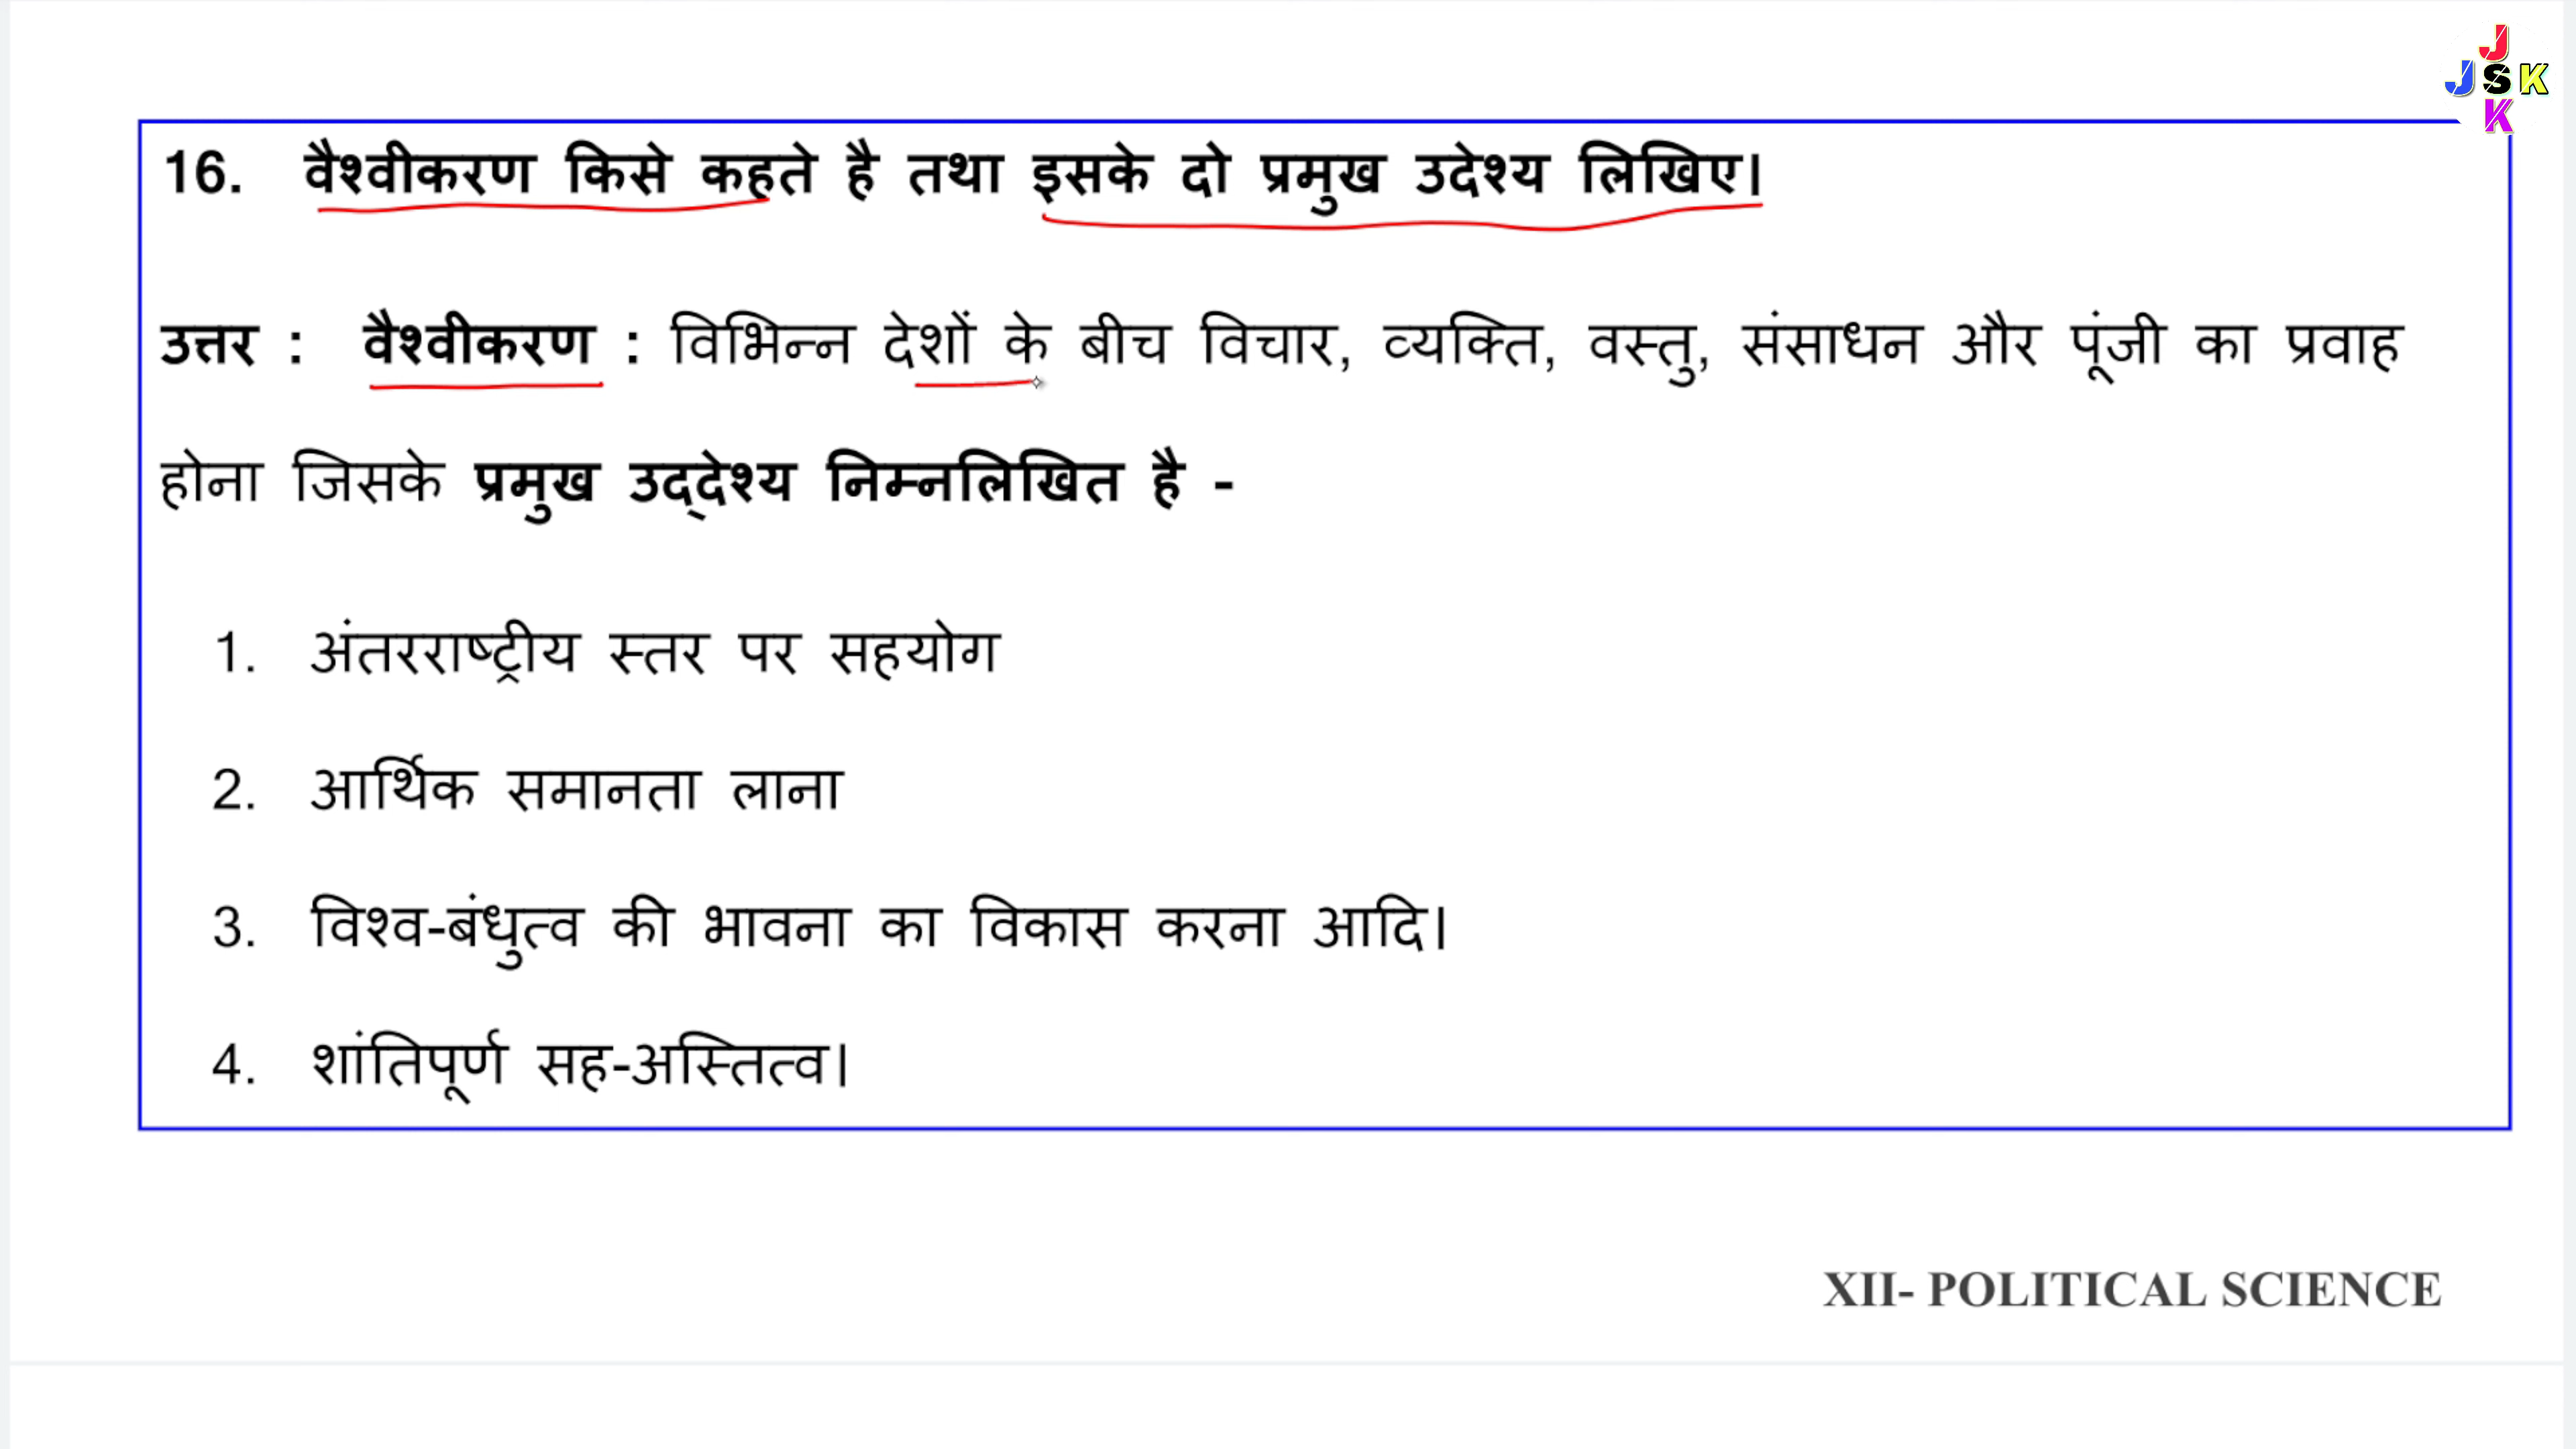 J
JSK
K
16. वैश्वीकरण किसे कहते है तथा इसके दो प्रमुख उदेश्य लिखिए।
उत्तर : वैश्वीकरण : विभिन्न देशों के बीच विचार, व्यक्ति, वस्तु, संसाधन और पूंजी का प्रवाह
होना जिसके प्रमुख उद्देश्य निम्नलिखित है -
1. अंतरराष्ट्रीय स्तर पर सहयोग
2. आर्थिक समानता लाना
3. विश्व-बंधुत्व की भावना का विकास करना आदि।
4. शांतिपूर्ण सह-अस्तित्व।
XII- POLITICAL SCIENCE